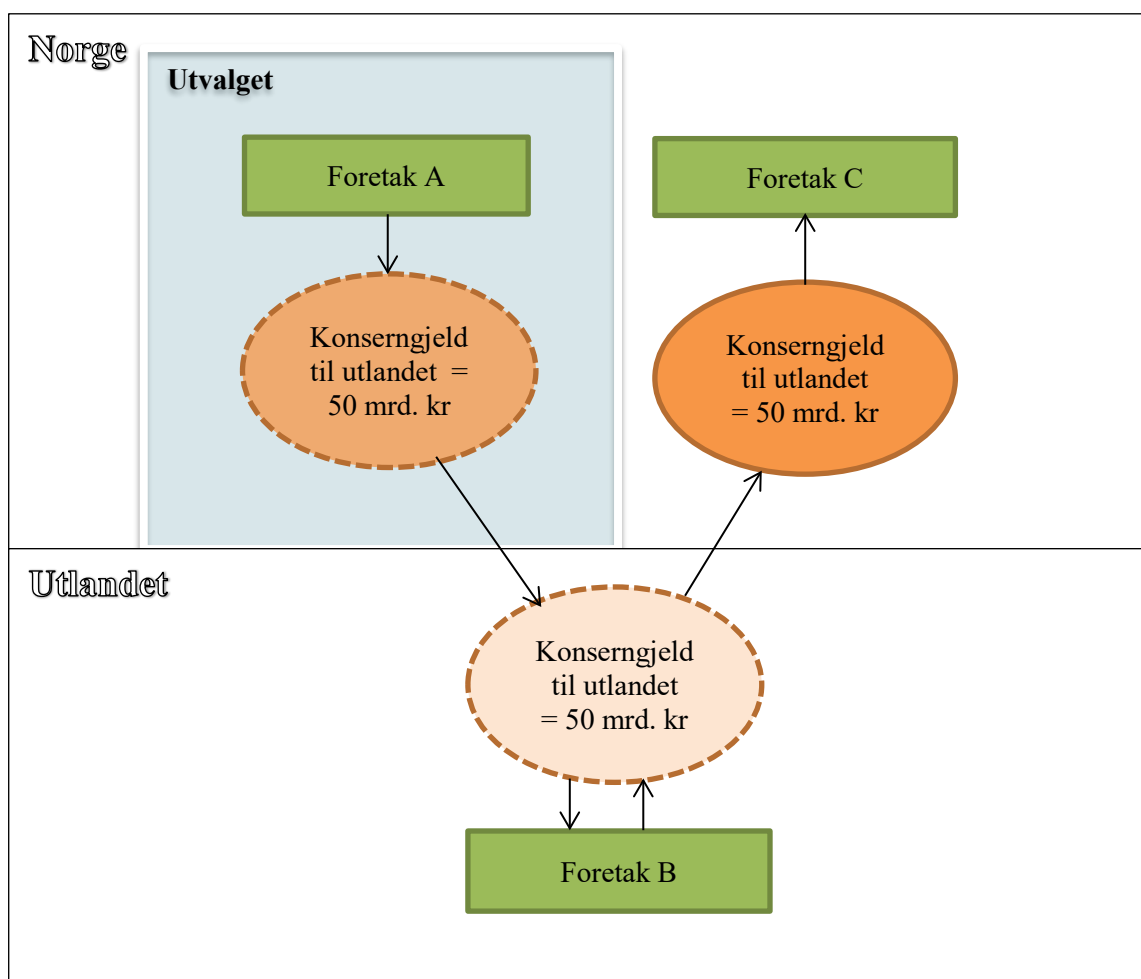 Norge
Utvalget
Foretak A
Foretak C
Konserngjeld
til utlandet =
50 mrd. kr
Konserngjeld
til utlandet
= 50 mrd. kr
Utlandet
Konserngjeld
til utlandet
= 50 mrd. kr
Foretak B